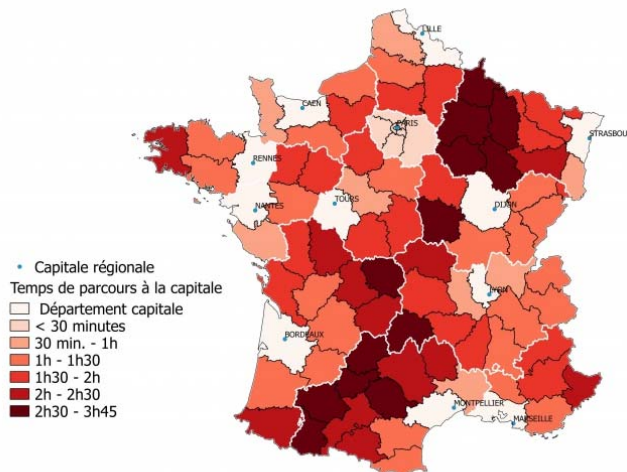 LILLE
CAEN
PARIS
STRASBOU
RENNES
NANTES
TOURS
DIJON
LYON
BORDEAUX
MONTPELLIER
MARSEILLE
Capitale régionale
Temps de parcours à la capitale
Département capitale
< 30 minutes
30 min. - 1h
1h - 1h30
1h30 - 2h
2h - 2h30
2h30 - 3h45